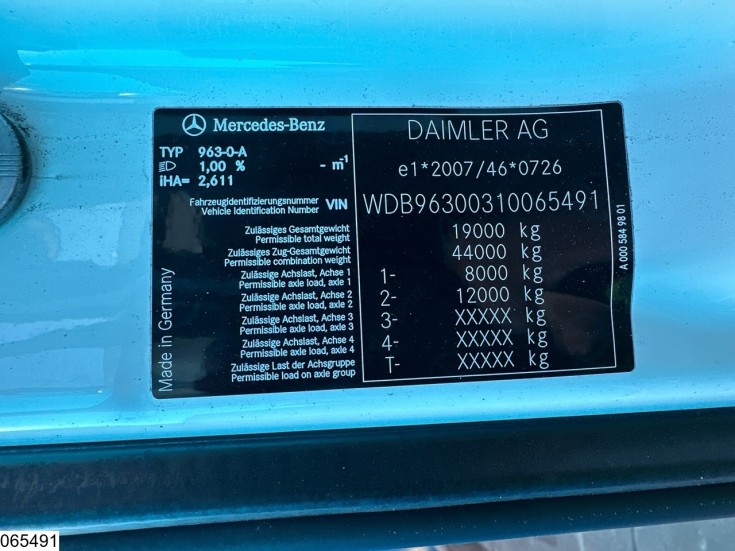 Mercedes-Benz
TYP 963-0-A
1,00 % - m-1
iHA= 2,611
Fahrzeugidentifizierungsnummer
Vehicle Identification Number VIN
Zulässiges Gesamtgewicht
Permissible total weight
Zulässiges Zug-Gesamtgewicht
Permissible combination weight
Zulässige Achslast, Achse 1
Permissible axle load, axle 1
Zulässige Achslast, Achse 2
Permissible axle load, axle 2
Zulässige Achslast, Achse 3
Permissible axle load, axle 3
Zulässige Achslast, Achse 4
Permissible axle load, axle 4
Zulässige Last der Achsgruppe
Permissible load on axle group
Made in Germany
DAIMLER AG
e1*2007/46*0726
WDB96300310065491
19000 kg
44000 kg
1- 8000 kg
2- 12000 kg
3- XXXXX kg
4- XXXXX kg
T- XXXXX kg
A 000 584 98 01
065491